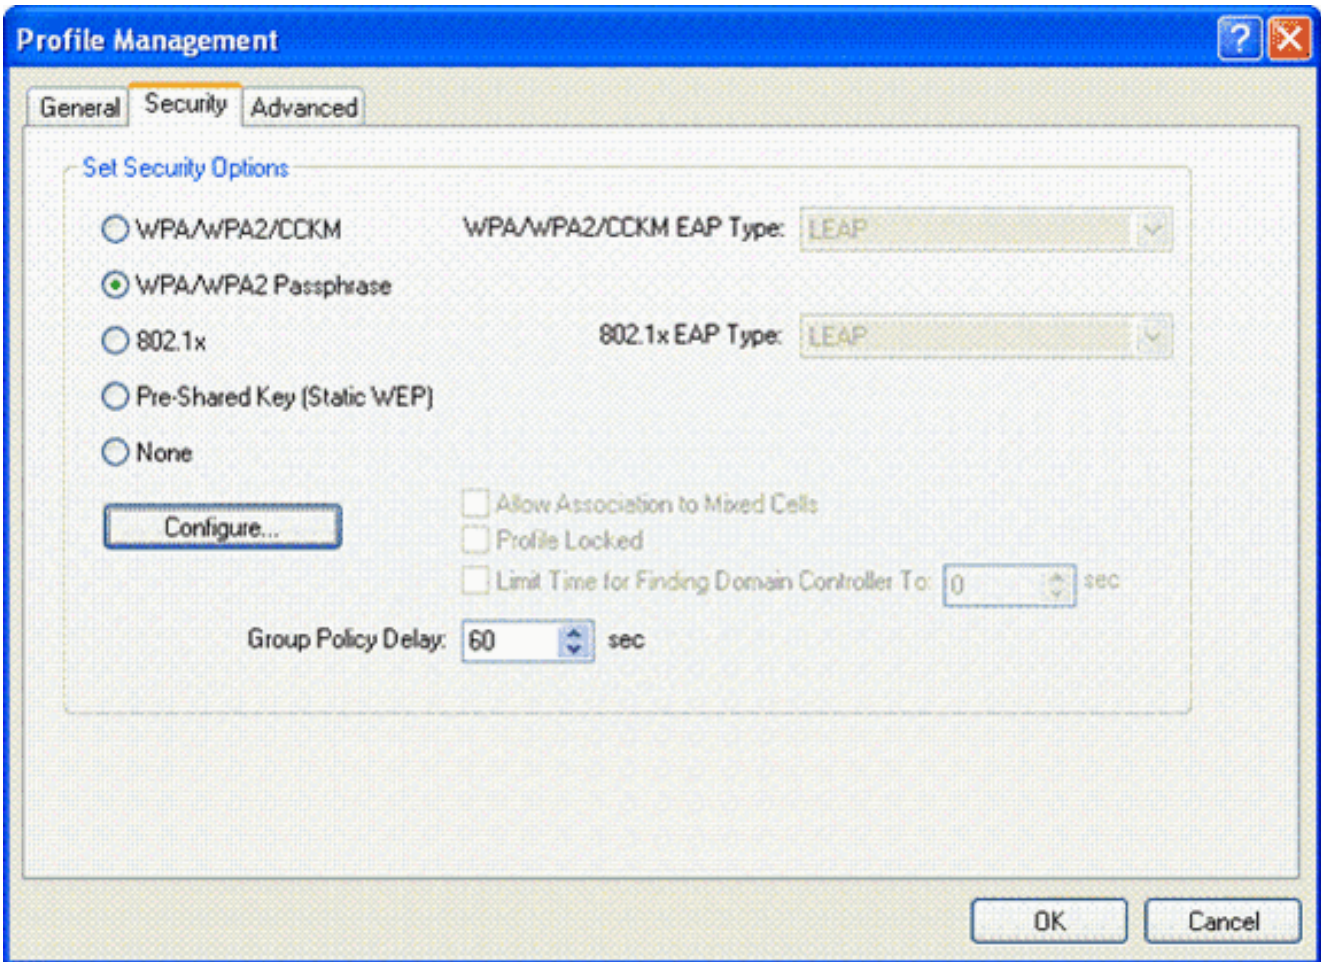 Profile Management
General Security Advanced
Set Security Options
WPA/WPA2/CCKM WPA/WPA2/CCKM EAP Type: LEAP
WPA/WPA2 Passphrase
802.1x 802.1x EAP Type: LEAP
Pre-Shared Key (Static WEP)
None
Configure... Allow Association to Mixed Cells
Profile Locked
Limit Time for Finding Domain Controller To: 0 sec
Group Policy Delay: 60 sec
OK Cancel